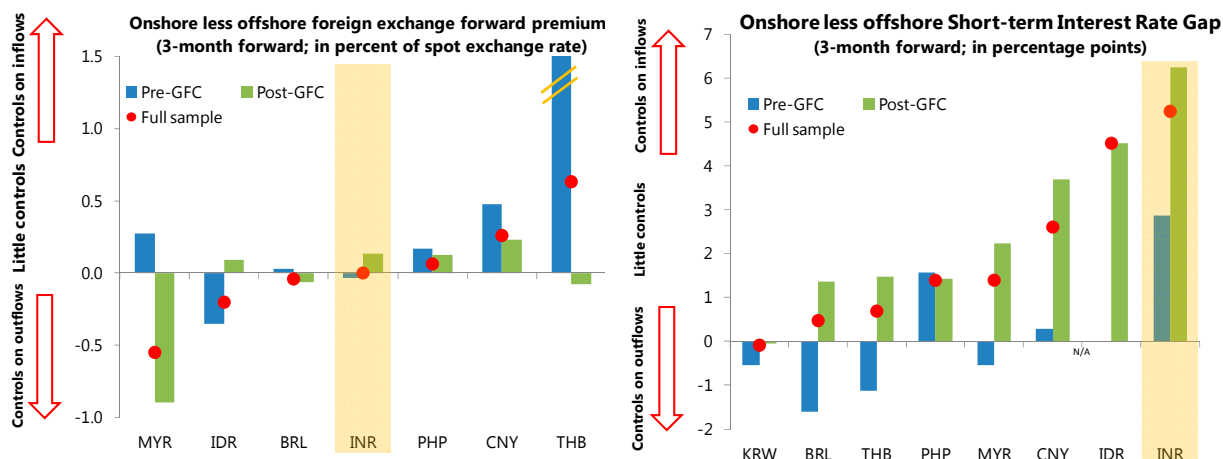 Onshore less offshore foreign exchange forward premium
(3-month forward; in percent of spot exchange rate)
Controls on inflows
Little controls
Controls on outflows
1.5
1.0
0.5
0.0
-0.5
-1.0
Pre-GFC
Post-GFC
Full sample
MYR IDR BRL INR PHP CNY THB
Onshore less offshore Short-term Interest Rate Gap
(3-month forward; in percentage points)
Controls on inflows
Little controls
Controls on outflows
7
6
5
4
3
2
1
0
-1
-2
Pre-GFC
Post-GFC
Full sample
N/A
KRW BRL THB PHP MYR CNY IDR INR